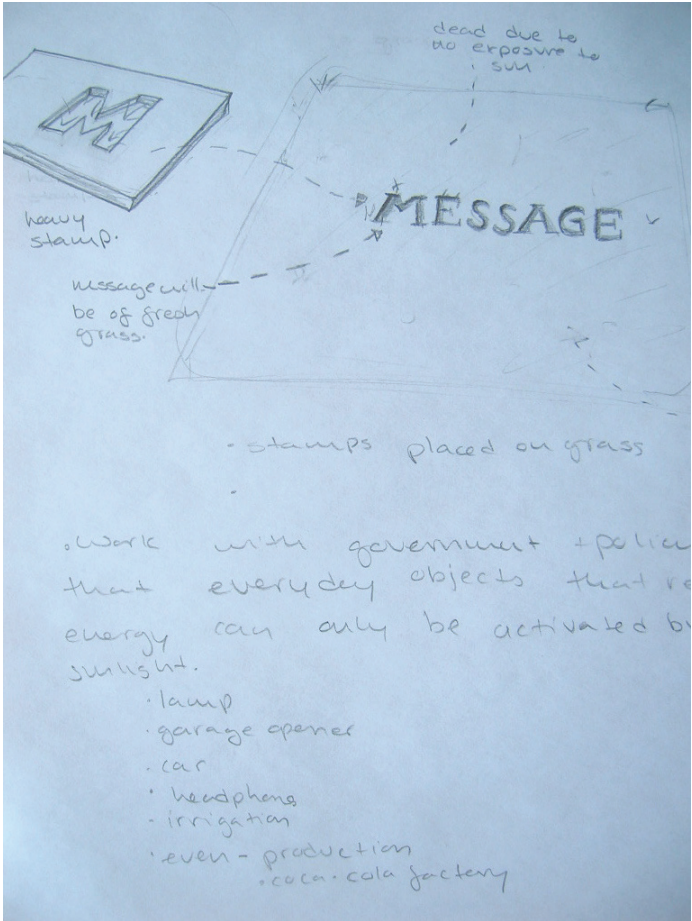 dead due to
no exposure to
sun
M
MESSAGE
heavy
stamp.
message will
be of fresh
grass.
· stamps placed on grass
·
· work with government + polic
that everyday objects that re
energy can only be activated by
sunlight.
· lamp
· garage opener
· car
· headphons
· irrigation
· even - production
· coca-cola factory